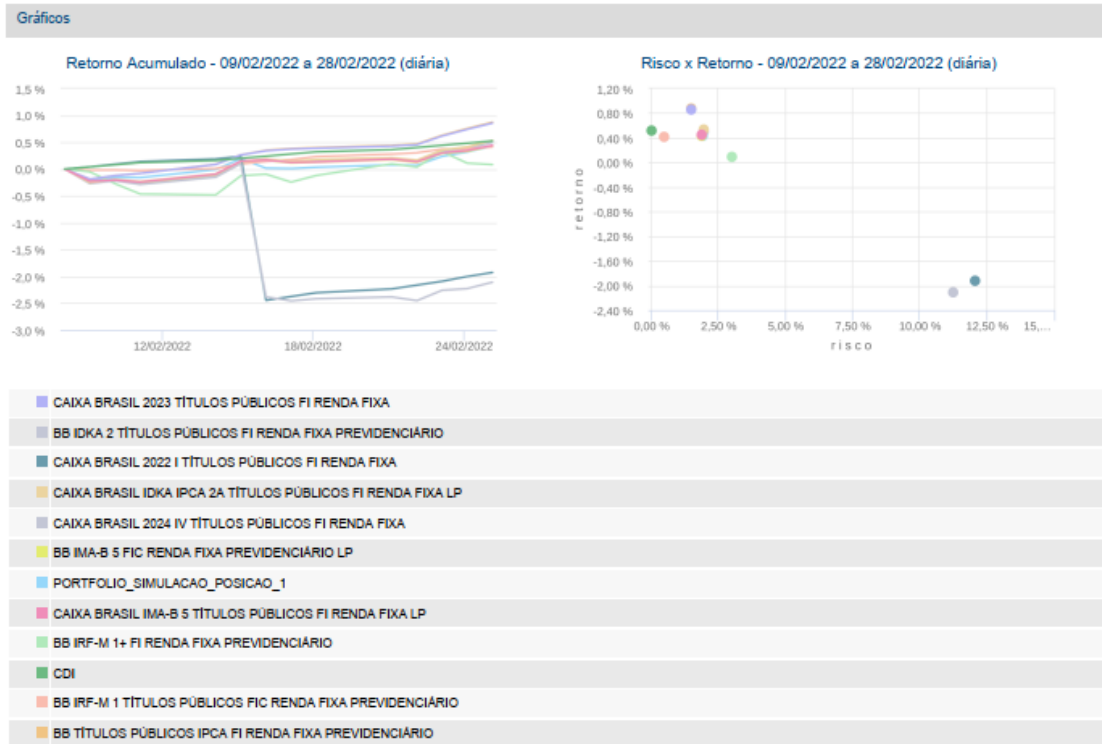 Gráficos
Retorno Acumulado - 09/02/2022 a 28/02/2022 (diária)
1,5 %
1,0 %
0,5 %
0,0 %
-0,5 %
-1,0 %
-1,5 %
-2,0 %
-2,5 %
-3,0 %
12/02/2022
18/02/2022
24/02/2022
Risco x Retorno - 09/02/2022 a 28/02/2022 (diária)
retorno
1,20 %
0,80 %
0,40 %
0,00 %
-0,40 %
-0,80 %
-1,20 %
-1,60 %
-2,00 %
-2,40 %
0,00 %
2,50 %
5,00 %
7,50 %
10,00 %
12,50 %
15,...
risco
CAIXA BRASIL 2023 TÍTULOS PÚBLICOS FI RENDA FIXA
BB IDKA 2 TÍTULOS PÚBLICOS FI RENDA FIXA PREVIDENCIÁRIO
CAIXA BRASIL 2022 I TÍTULOS PÚBLICOS FI RENDA FIXA
CAIXA BRASIL IDKA IPCA 2A TÍTULOS PÚBLICOS FI RENDA FIXA LP
CAIXA BRASIL 2024 IV TÍTULOS PÚBLICOS FI RENDA FIXA
BB IMA-B 5 FIC RENDA FIXA PREVIDENCIÁRIO LP
PORTFOLIO_SIMULACAO_POSICAO_1
CAIXA BRASIL IMA-B 5 TÍTULOS PÚBLICOS FI RENDA FIXA LP
BB IRF-M 1+ FI RENDA FIXA PREVIDENCIÁRIO
CDI
BB IRF-M 1 TÍTULOS PÚBLICOS FIC RENDA FIXA PREVIDENCIÁRIO
BB TÍTULOS PÚBLICOS IPCA FI RENDA FIXA PREVIDENCIÁRIO